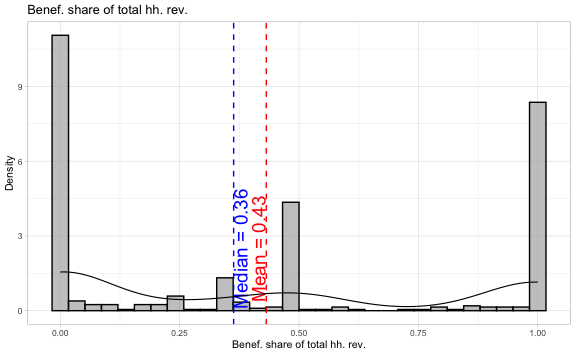 Benef. share of total hh. rev.
9
6
3
0
Density
Median = 0.36
Mean = 0.43
0.00 0.25 0.50 0.75 1.00
Benef. share of total hh. rev.